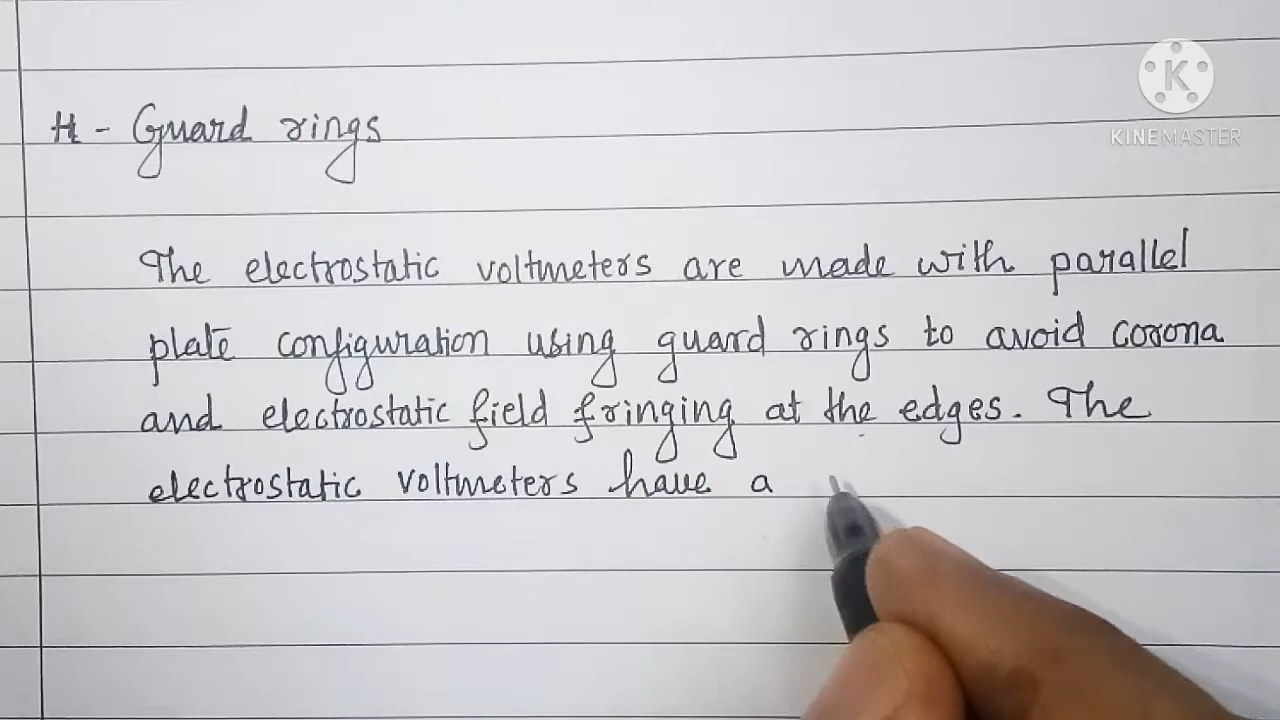 H - Guard rings
K
KINEMASTER
The electrostatic voltmeters are made with parallel
plate configuration using guard rings to avoid corona
and electrostatic field fringing at the edges. The
electrostatic voltmeters have a